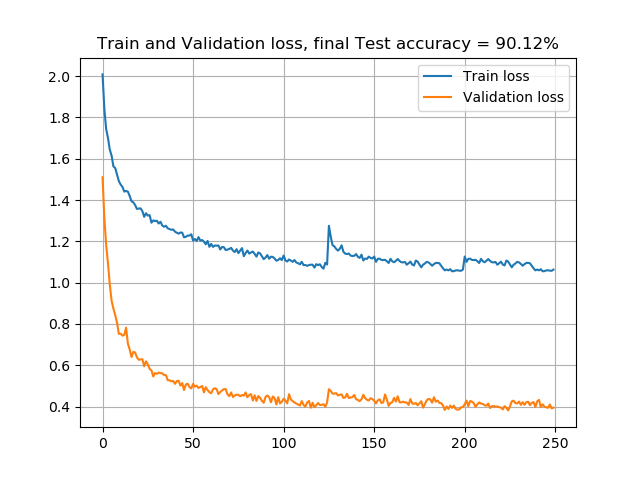 Train and Validation loss, final Test accuracy = 90.12%
Train loss
Validation loss
2.0
1.8
1.6
1.4
1.2
1.0
0.8
0.6
0.4
0 50 100 150 200 250